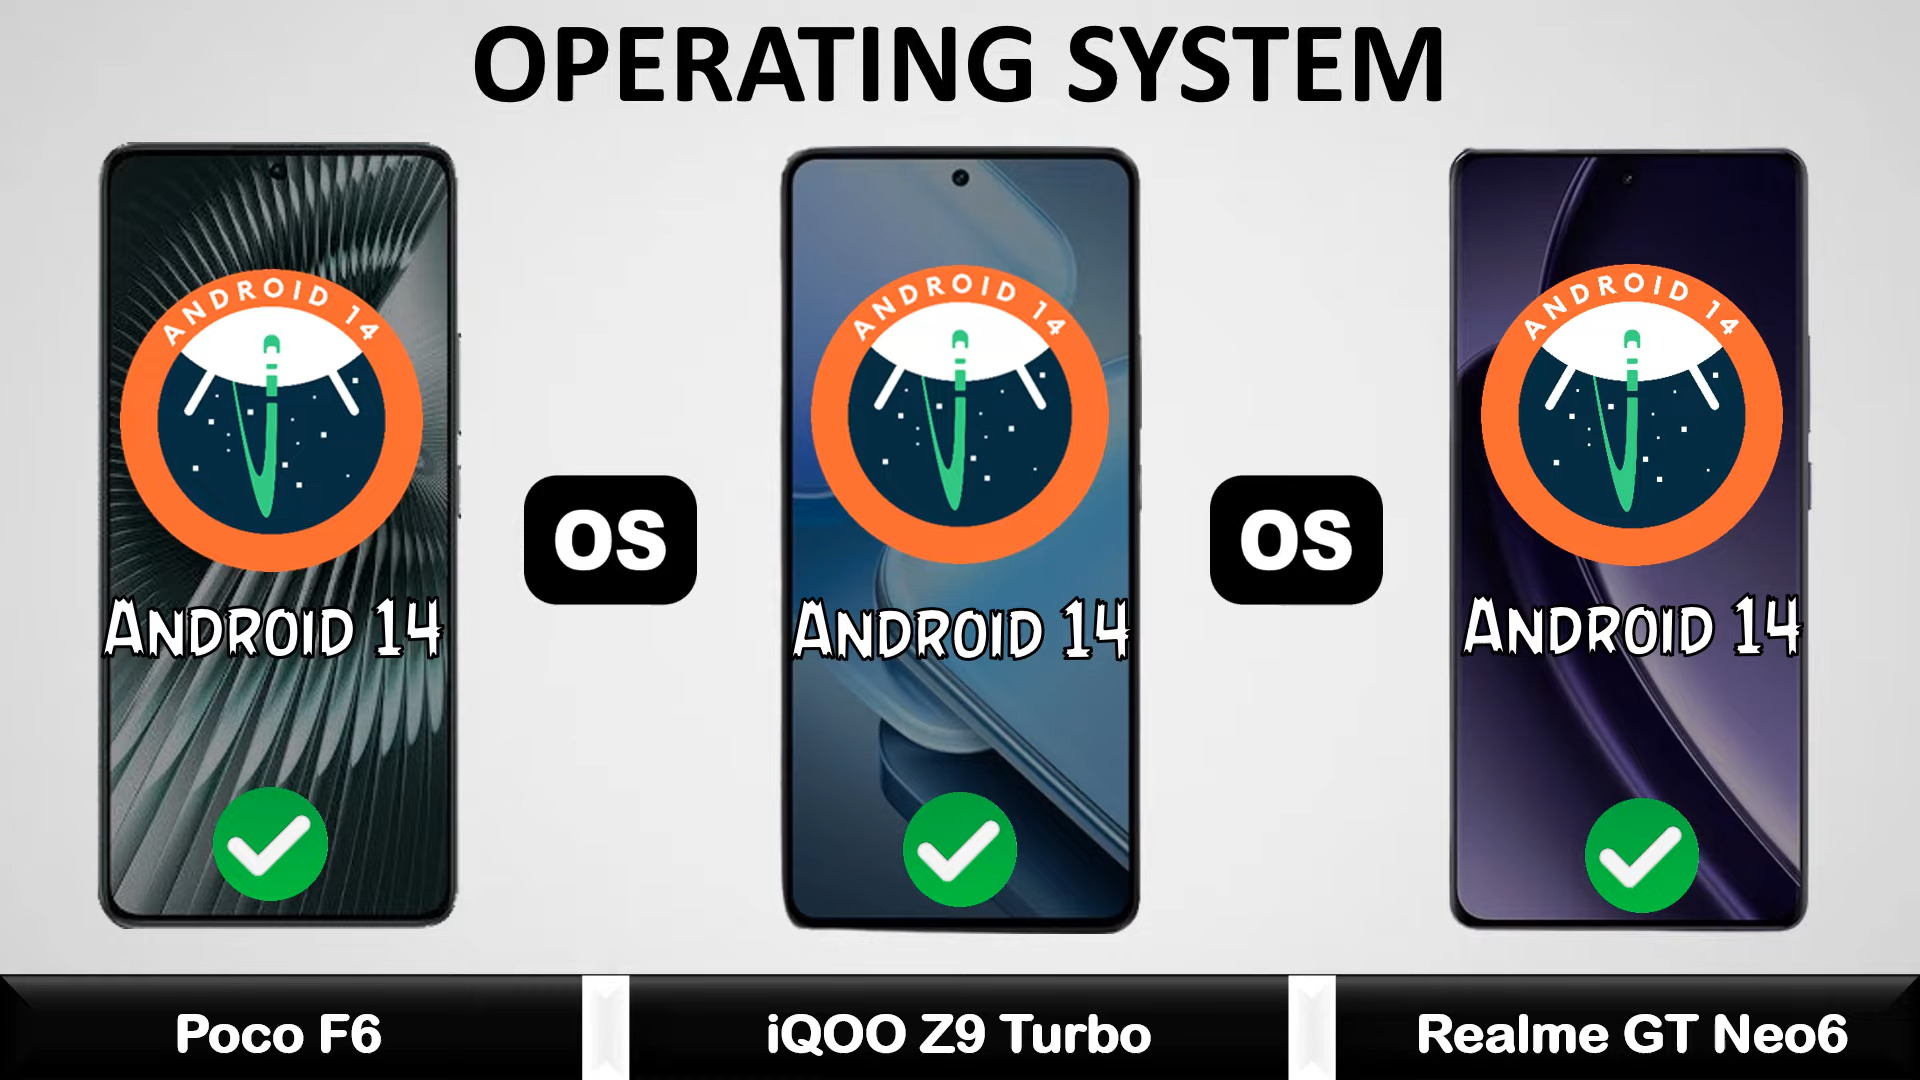 OPERATING SYSTEM
ANDROID 14
ANDROID 14
ANDROID 14
OS
OS
ANDROID 14
ANDROID 14
ANDROID 14
Poco F6
iQOO Z9 Turbo
Realme GT Neo6